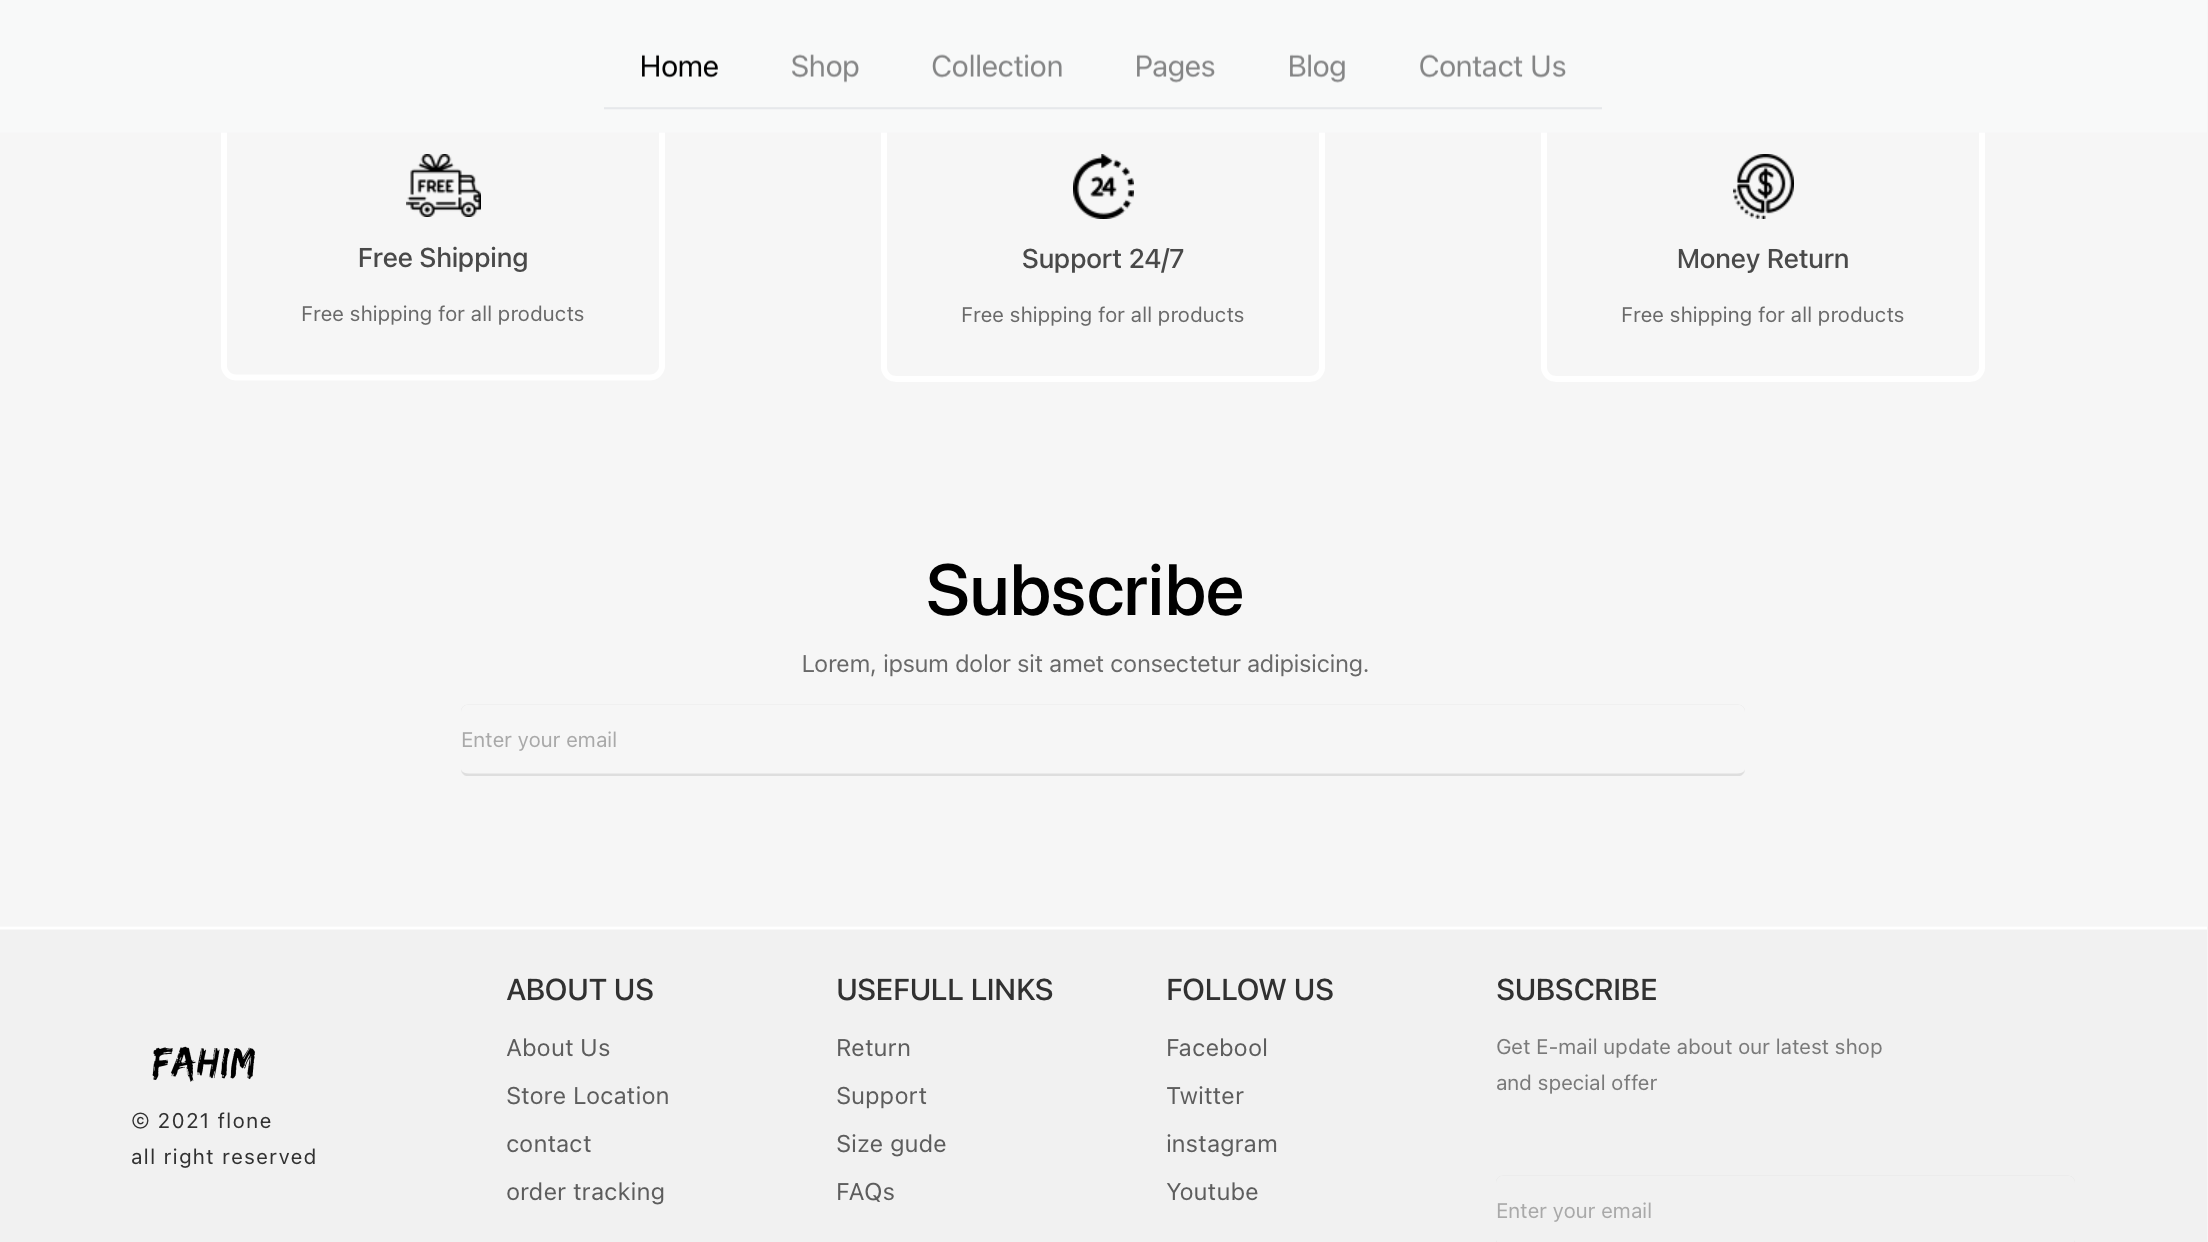 Home Shop Collection Pages Blog Contact Us
FREE
24
$
Free Shipping
Free shipping for all products
Support 24/7
Free shipping for all products
Money Return
Free shipping for all products
Subscribe
Lorem, ipsum dolor sit amet consectetur adipisicing.
Enter your email
FAHIM
© 2021 flone
all right reserved
ABOUT US
About Us
Store Location
contact
order tracking
USEFULL LINKS
Return
Support
Size gude
FAQs
FOLLOW US
Facebool
Twitter
instagram
Youtube
SUBSCRIBE
Get E-mail update about our latest shop
and special offer
Enter your email